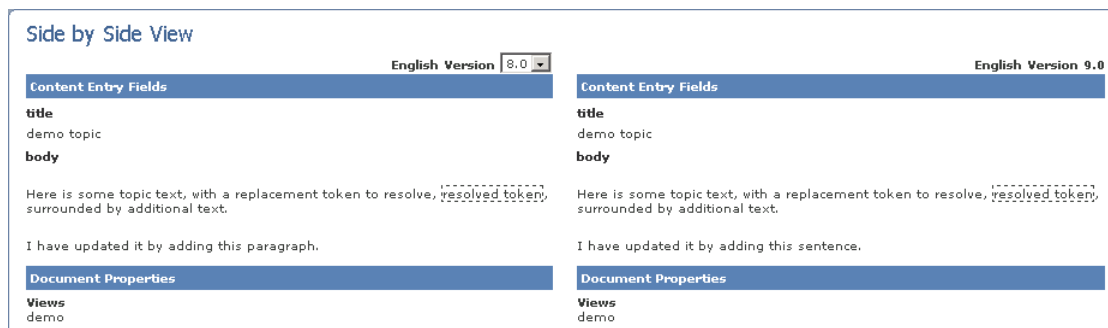 Side by Side View
English Version 8.0
Content Entry Fields
title
demo topic
body
Here is some topic text, with a replacement token to resolve, resolved token,
surrounded by additional text.
I have updated it by adding this paragraph.
Document Properties
Views
demo
English Version 9.0
Content Entry Fields
title
demo topic
body
Here is some topic text, with a replacement token to resolve, resolved token,
surrounded by additional text.
I have updated it by adding this sentence.
Document Properties
Views
demo